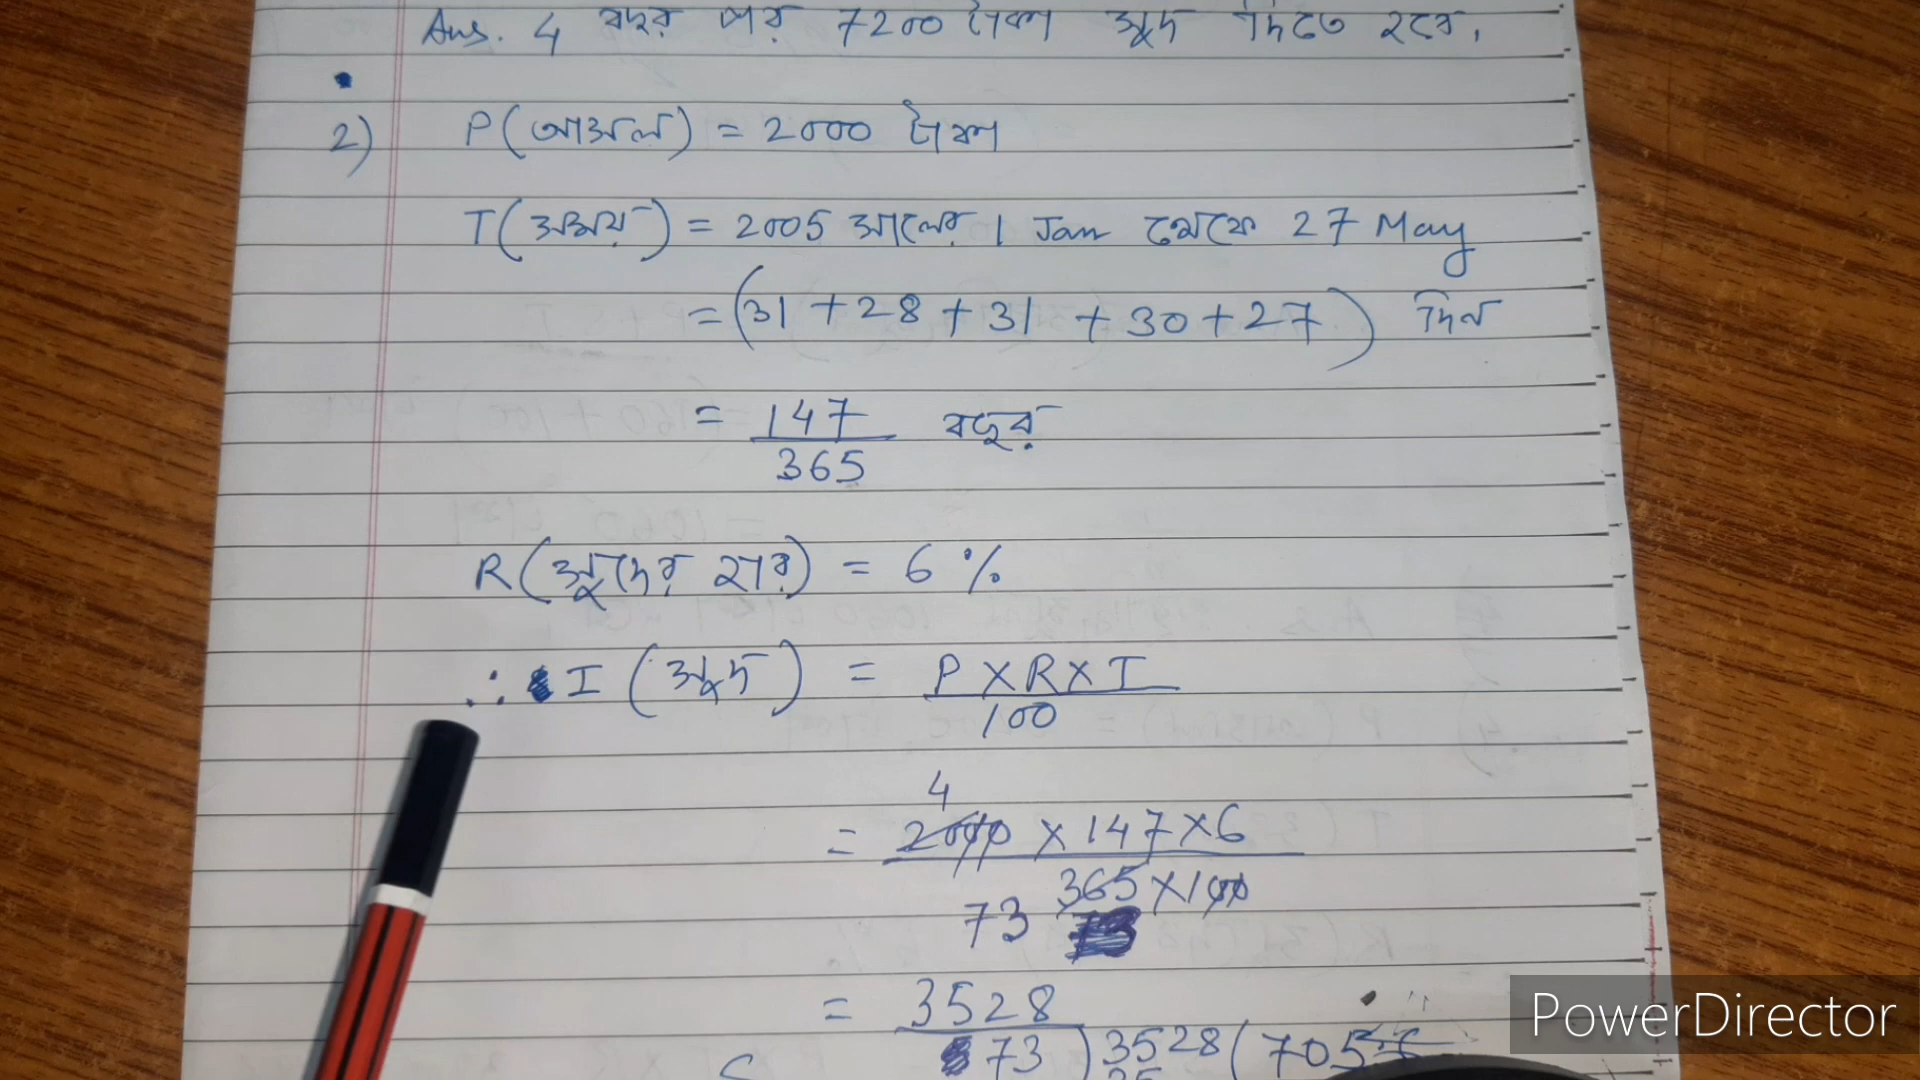 Ans. 4 বছর পর 7200 টাকা সুদ দিতে হবে.
2) P(আসল) = 2000 টাকা
T(সময়) = 2005 সালের 1 Jan থেকে 27 May
= (31 + 28 + 31 + 30 + 27) দিন
= 147
365 বছর
R(সুদের হার) = 6 %
∴ I (সুদ) = P X R X I
100
4
= 2000 X 147 X 6
73 365 X 100
= 3528
73 ) 3528 ( 705
PowerDirector